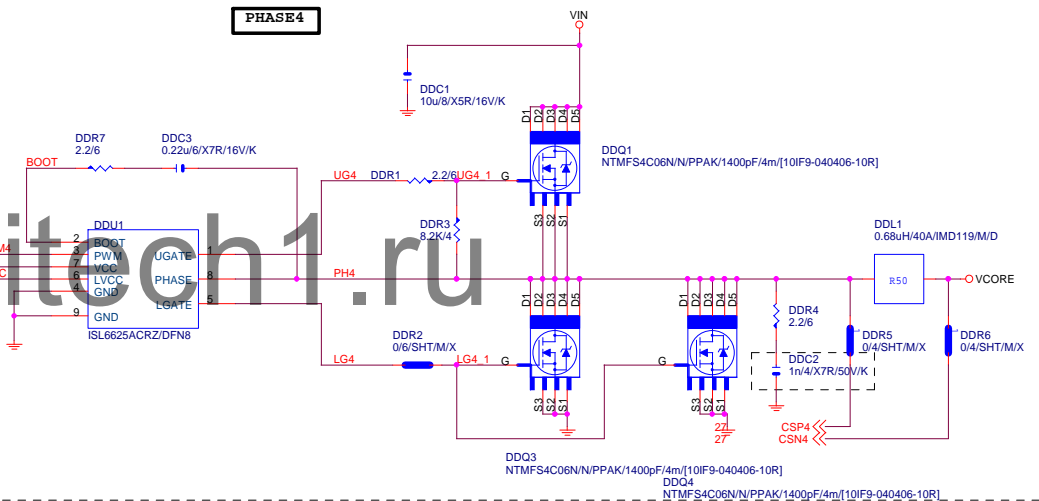 PHASE4
VIN
DDC1
10u/8/X5R/16V/K
D1
D2
D3
D4
D5
DDQ1
NTMFS4C06N/N/PPAK/1400pF/4m/[10IF9-040406-10R]
DDR7
2.2/6
DDC3
0.22u/6/X7R/16V/K
BOOT
UG4
DDR1
2.2/6
UG4_1
G
S3
S2
S1
DDR3
8.2K/4
DDU1
2
BOOT
3
PWM
7
VCC
6
LVCC
4
GND
9
GND
UGATE
1
PHASE
8
LGATE
5
ISL6625ACRZ/DFN8
itech1.ru
PH4
DDL1
0.68uH/40A/IMD119/M/D
R50
VCORE
D1
D2
D3
D4
D5
D1
D2
D3
D4
D5
DDR4
2.2/6
DDR2
0/6/SHT/M/X
LG4
LG4_1
G
S3
S2
S1
G
S3
S2
S1
DDC2
1n/4/X7R/50V/K
DDR5
0/4/SHT/M/X
1
DDR6
0/4/SHT/M/X
1
27
27
CSP4
CSN4
DDQ3
NTMFS4C06N/N/PPAK/1400pF/4m/[10IF9-040406-10R]
DDQ4
NTMFS4C06N/N/PPAK/1400pF/4m/[10IF9-040406-10R]